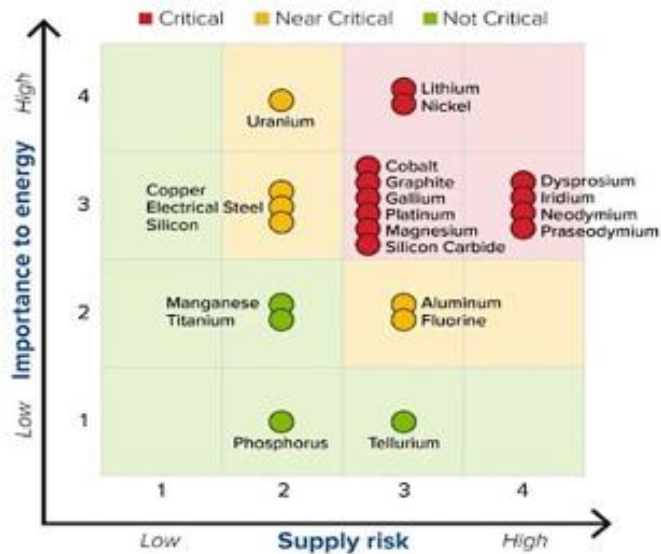 Critical Near Critical Not Critical
High
Importance to energy
Low
4
3
2
1
Lithium
Nickel
Uranium
Cobalt
Graphite
Gallium
Platinum
Magnesium
Silicon Carbide
Dysprosium
Iridium
Neodymium
Praseodymium
Copper
Electrical Steel
Silicon
Manganese
Titanium
Aluminum
Fluorine
Phosphorus
Tellurium
1 2 3 4
Low Supply risk High